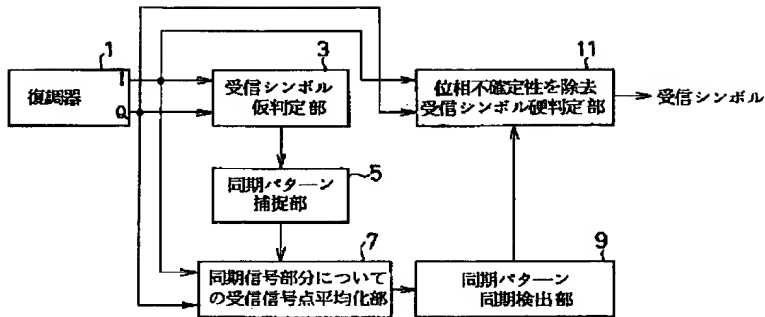 1
復調器
I
Q
3
受信シンボル
仮判定部
11
位相不確定性を除去
受信シンボル硬判定部
受信シンボル
5
同期パターン
捕捉部
7
同期信号部分について
の受信信号点平均化部
9
同期パターン
同期検出部